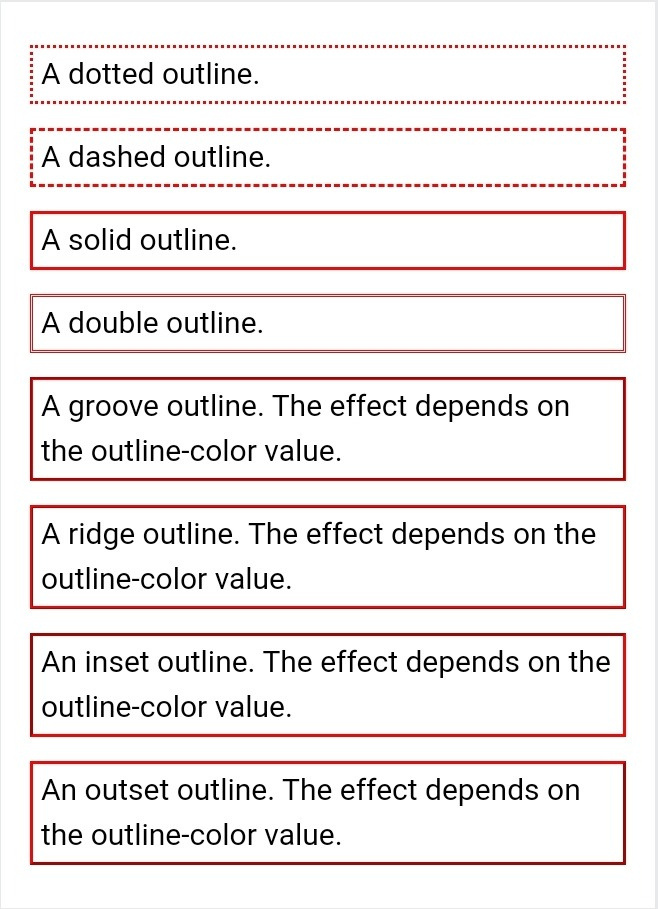 A dotted outline.
A dashed outline.
A solid outline.
A double outline.
A groove outline. The effect depends on
the outline-color value.
A ridge outline. The effect depends on the
outline-color value.
An inset outline. The effect depends on the
outline-color value.
An outset outline. The effect depends on
the outline-color value.